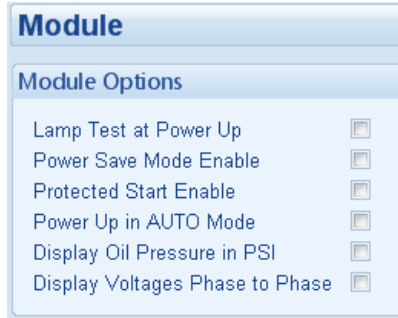 Module
Module Options
Lamp Test at Power Up
Power Save Mode Enable
Protected Start Enable
Power Up in AUTO Mode
Display Oil Pressure in PSI
Display Voltages Phase to Phase